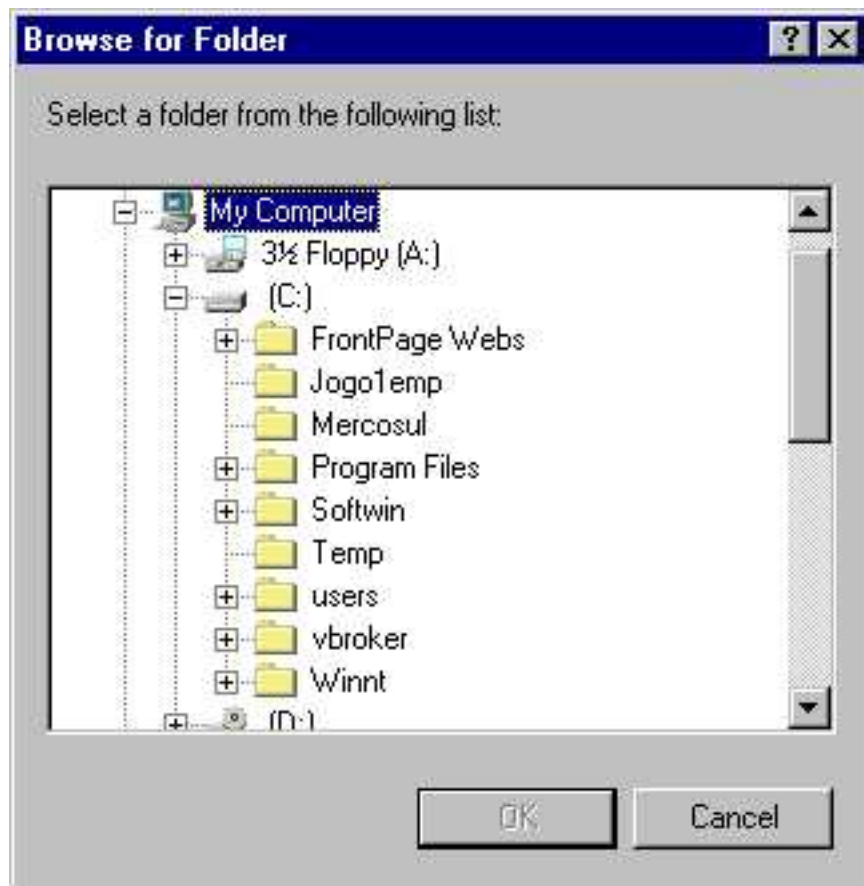 Browse for Folder
Select a folder from the following list:
My Computer
3½ Floppy (A:)
(C:)
FrontPage Webs
Jogo1emp
Mercosul
Program Files
Softwin
Temp
users
vbroker
Winnt
(D:)
OK
Cancel